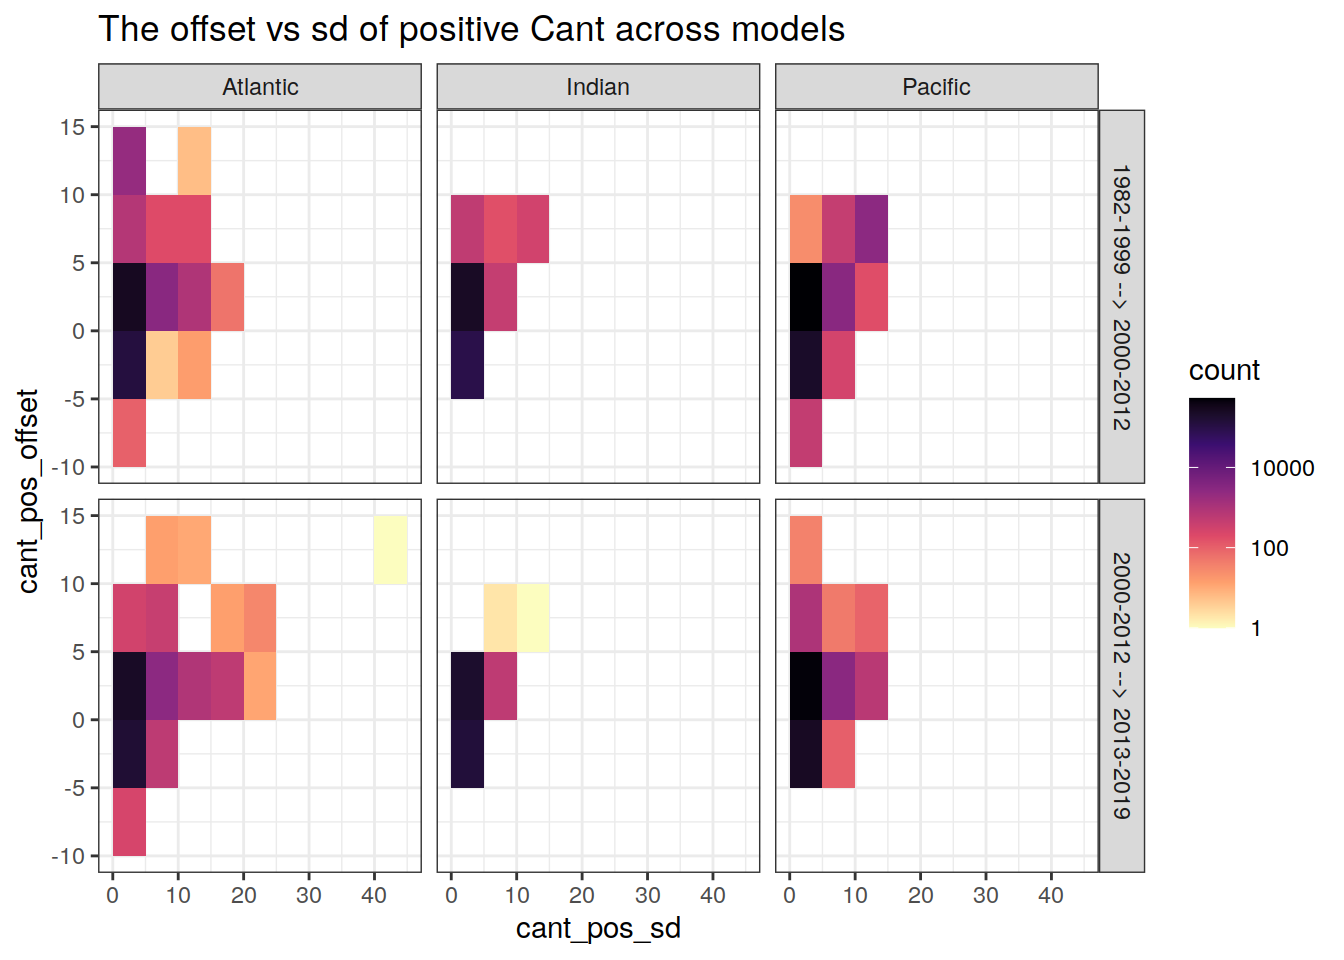 The offset vs sd of positive Cant across models
Atlantic
Indian
Pacific
15
10
5
0
-5
-10
1982-1999 --> 2000-2012
15
10
5
0
-5
-10
2000-2012 --> 2013-2019
cant_pos_offset
0 10 20 30 40
0 10 20 30 40
0 10 20 30 40
cant_pos_sd
count
10000
100
1